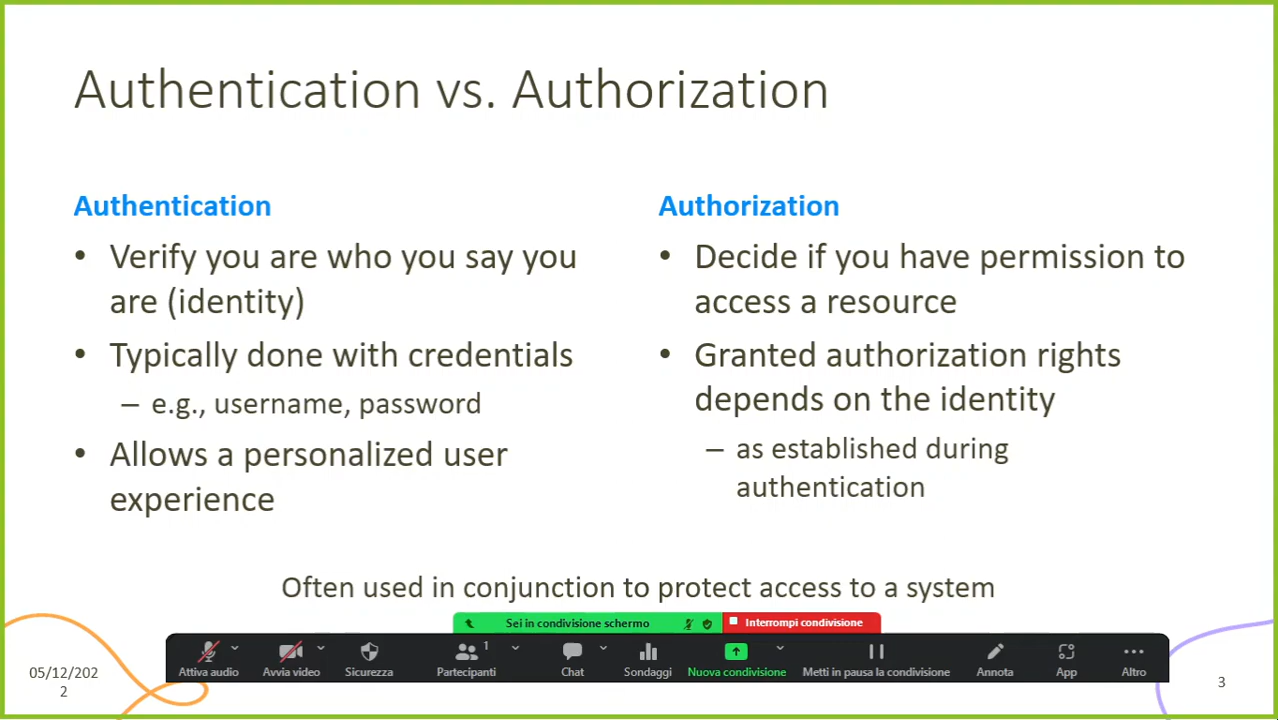 Authentication vs. Authorization
Authentication
• Verify you are who you say you
are (identity)
• Typically done with credentials
– e.g., username, password
• Allows a personalized user
experience
Authorization
• Decide if you have permission to
access a resource
• Granted authorization rights
depends on the identity
– as established during
authentication
Often used in conjunction to protect access to a system
Sei in condivisione schermo
Interrompi condivisione
Attiva audio
Avvia video
Sicurezza
Partecipanti
1
Chat
Sondaggi
Nuova condivisione
Metti in pausa la condivisione
Annota
App
Altro
05/12/202
2
3